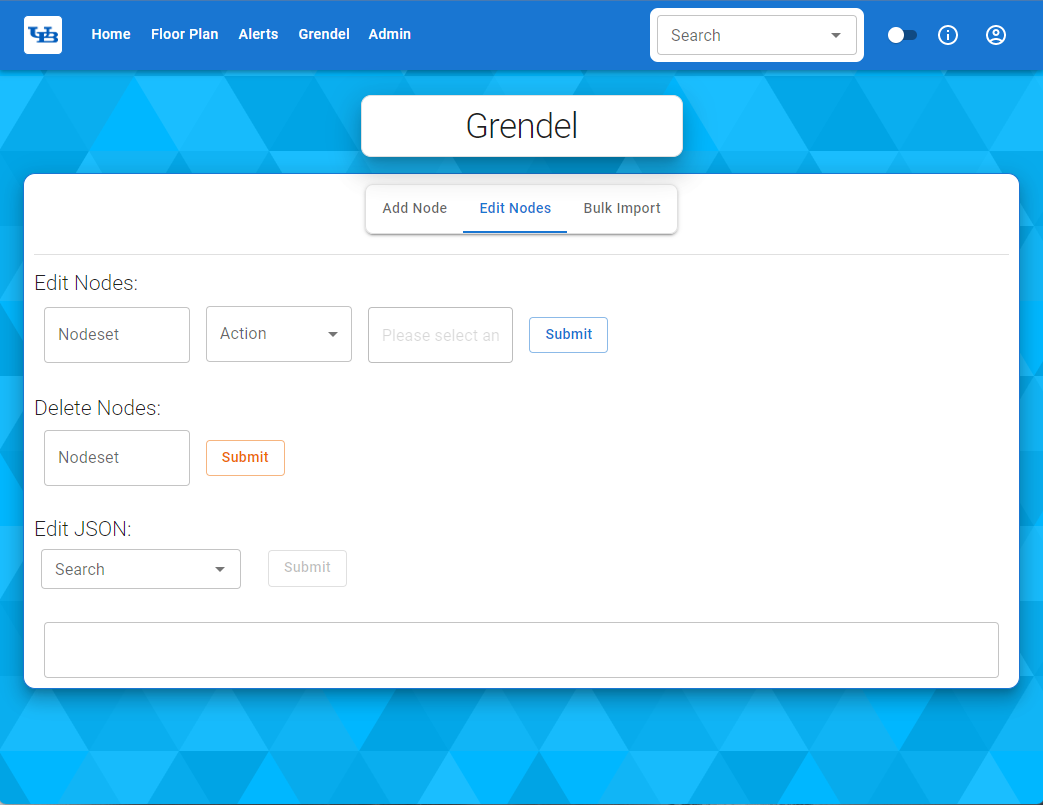 UB Home Floor Plan Alerts Grendel Admin Search
Grendel
Add Node Edit Nodes Bulk Import
Edit Nodes:
Nodeset Action Please select an Submit
Delete Nodes:
Nodeset Submit
Edit JSON:
Search Submit